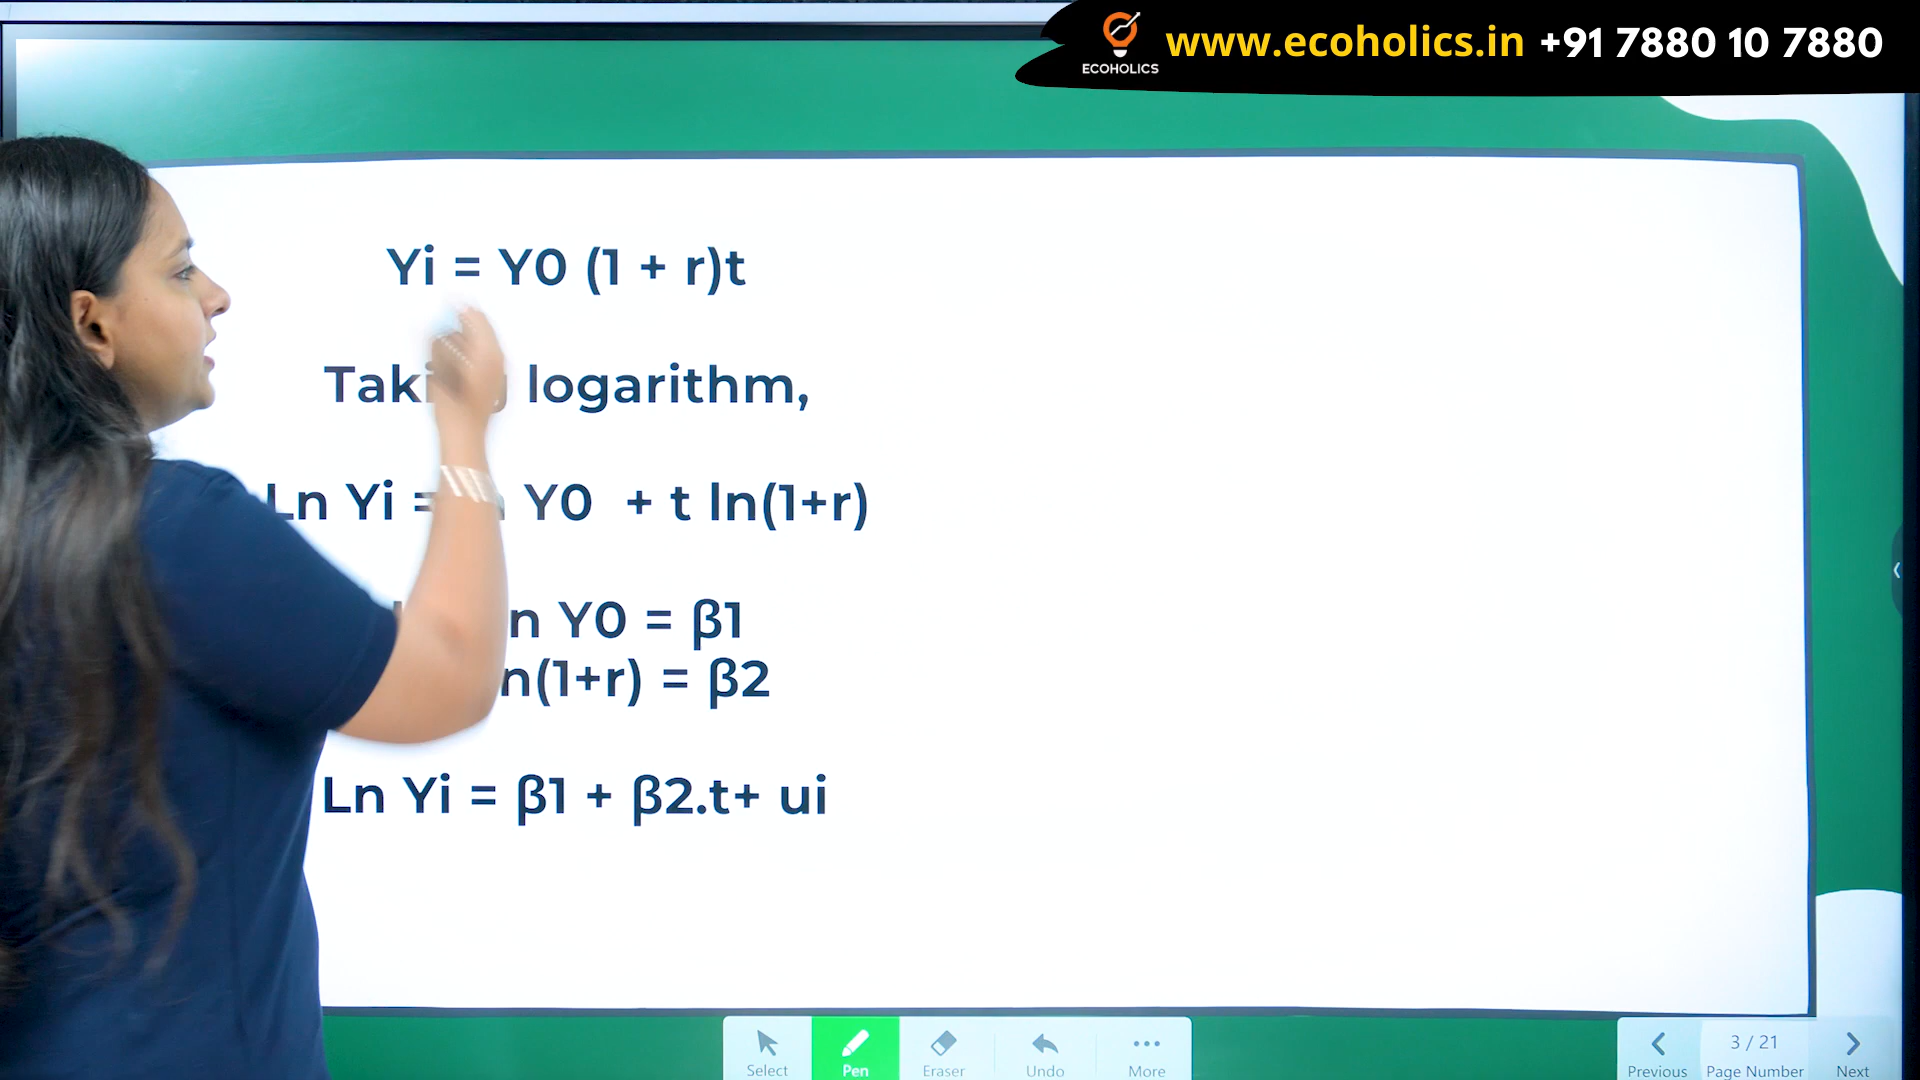 www.ecoholics.in +91 7880 10 7880
ECOHOLICS
Yi = Y0 (1 + r)t
logarithm,
Ln Yi = Y0 + t ln(1+r)
Y0 = β1
n(1+r) = β2
Ln Yi = β1 + β2.t+ ui
Select
Pen
Eraser
Undo
More
Previous
3 / 21
Page Number
Next